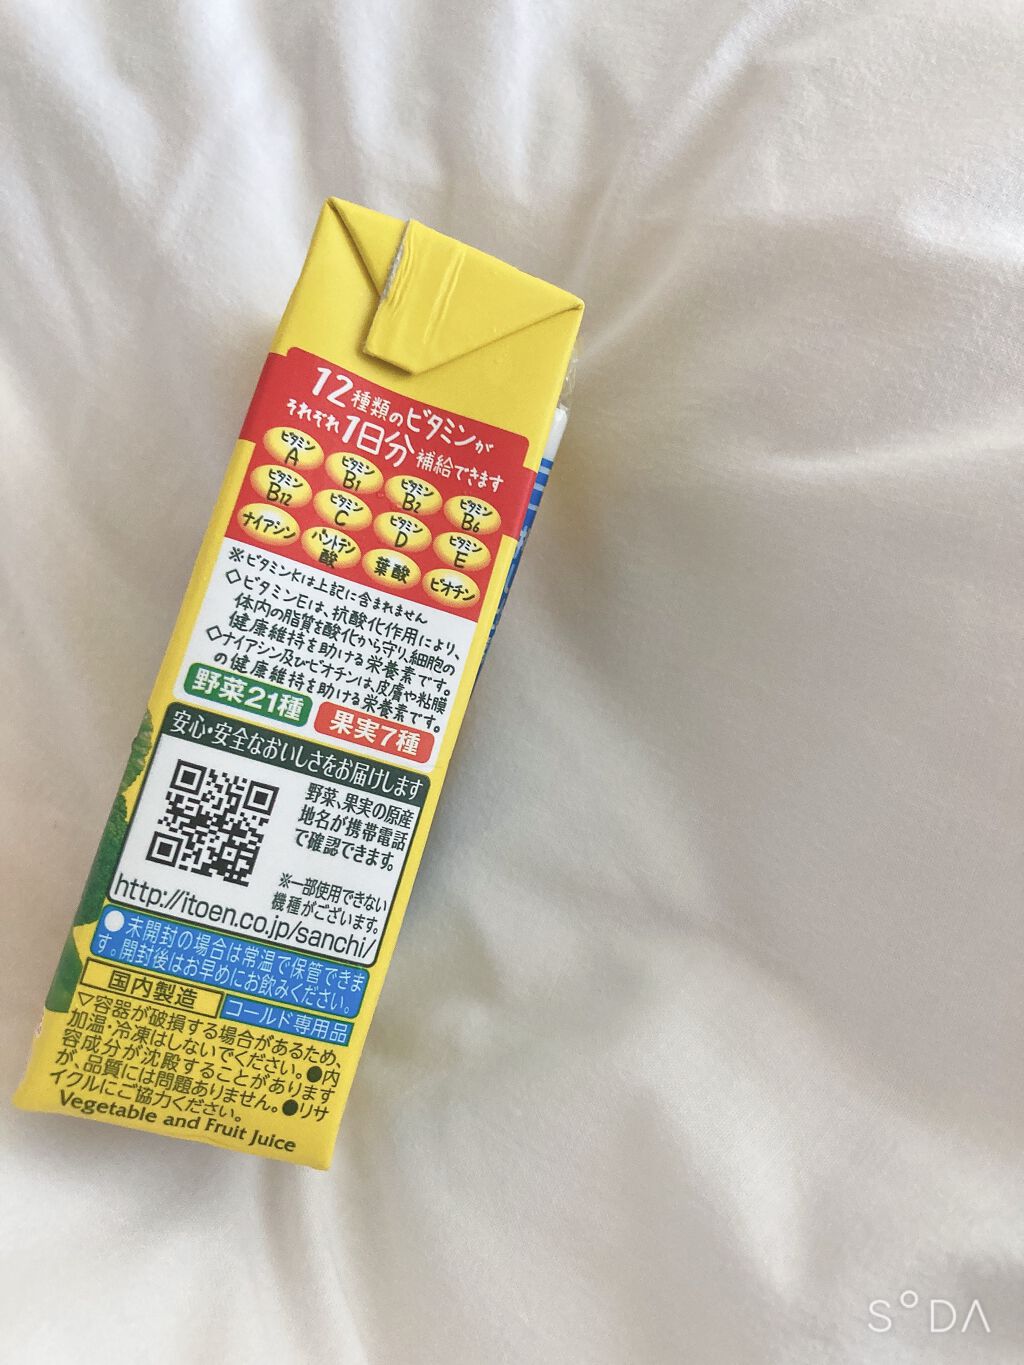 12種類のビタミンが
それぞれ1日分補給できます
ビタミンA ビタミンB1 ビタミンB2 ビタミンB6
ビタミンB12 ビタミンC ビタミンD ビタミンE
ナイアシン パントテン酸 葉酸 ビオチン
※ビタミンKは上記に含まれません
◇ビタミンEは、抗酸化作用により、
体内の脂質を酸化から守り、細胞の
健康維持を助ける栄養素です。
◇ナイアシン及びビオチンは、皮膚や粘膜
の健康維持を助ける栄養素です。
野菜21種 果実7種
安心・安全なおいしさをお届けします
野菜、果実の原産
地名が携帯電話
で確認できます。
※一部使用できない
機種がございます。
http://itoen.co.jp/sanchi/
●未開封の場合は常温で保管できま
す。開封後はお早めにお飲みください。
国内製造 コールド専用品
▽容器が破損する場合があるため、
加温・冷凍はしないでください。●内
容成分が沈殿することがあります
が、品質には問題ありません。●リサ
イクルにご協力ください。
Vegetable and Fruit Juice
SODA